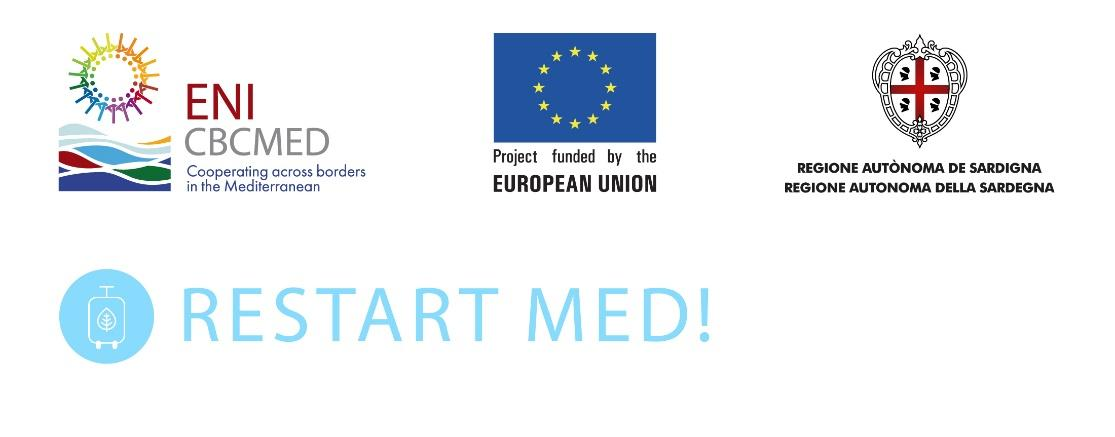 ENI
CBCMED
Cooperating across borders
in the Mediterranean
Project funded by the
EUROPEAN UNION
REGIONE AUTÒNOMA DE SARDIGNA
REGIONE AUTONOMA DELLA SARDEGNA
RESTART MED!